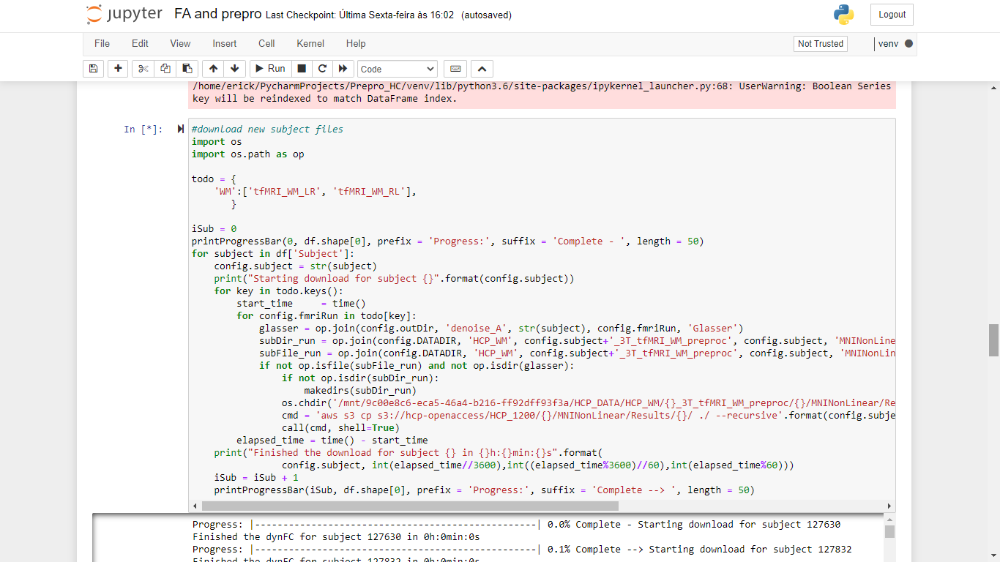 jupyter FA and prepro Last Checkpoint: Última Sexta-feira às 16:02 (autosaved)
Logout
File Edit View Insert Cell Kernel Help
Not Trusted
venv
Run
Code
/home/erick/PycharmProjects/Prepro_HC/venv/lib/python3.6/site-packages/ipykernel_launcher.py:68: UserWarning: Boolean Series
key will be reindexed to match DataFrame index.
In [*]:
#download new subject files
import os
import os.path as op
todo = {
    'WM':['tfMRI_WM_LR', 'tfMRI_WM_RL'],
       }
iSub = 0
printProgressBar(0, df.shape[0], prefix = 'Progress:', suffix = 'Complete - ', length = 50)
for subject in df['Subject']:
    config.subject = str(subject)
    print("Starting download for subject {}".format(config.subject))
    for key in todo.keys():
        start_time     = time()
        for config.fmriRun in todo[key]:
            glasser = op.join(config.outDir, 'denoise_A', str(subject), config.fmriRun, 'Glasser')
            subDir_run = op.join(config.DATADIR, 'HCP_WM', config.subject+'_3T_tfMRI_WM_preproc', config.subject, 'MNINonLine
            subFile_run = op.join(config.DATADIR, 'HCP_WM', config.subject+'_3T_tfMRI_WM_preproc', config.subject, 'MNINonLin
            if not op.isfile(subFile_run) and not op.isdir(glasser):
                if not op.isdir(subDir_run):
                    makedirs(subDir_run)
                os.chdir('/mnt/9c00e8c6-eca5-46a4-b216-ff92dff93f3a/HCP_DATA/HCP_WM/{}_3T_tfMRI_WM_preproc/{}/MNINonLinear/Re
                cmd = 'aws s3 cp s3://hcp-openaccess/HCP_1200/{}/MNINonLinear/Results/{}/ ./ --recursive'.format(config.subje
                call(cmd, shell=True)
        elapsed_time = time() - start_time
    print("Finished the download for subject {} in {}h:{}min:{}s".format(
                config.subject, int(elapsed_time//3600),int((elapsed_time%3600)//60),int(elapsed_time%60)))
    iSub = iSub + 1
    printProgressBar(iSub, df.shape[0], prefix = 'Progress:', suffix = 'Complete --> ', length = 50)
Progress: |--------------------------------------------------| 0.0% Complete - Starting download for subject 127630
Finished the dynFC for subject 127630 in 0h:0min:0s
Progress: |--------------------------------------------------| 0.1% Complete --> Starting download for subject 127832
Finished the dynFC for subject 127832 in 0h:0min:0s